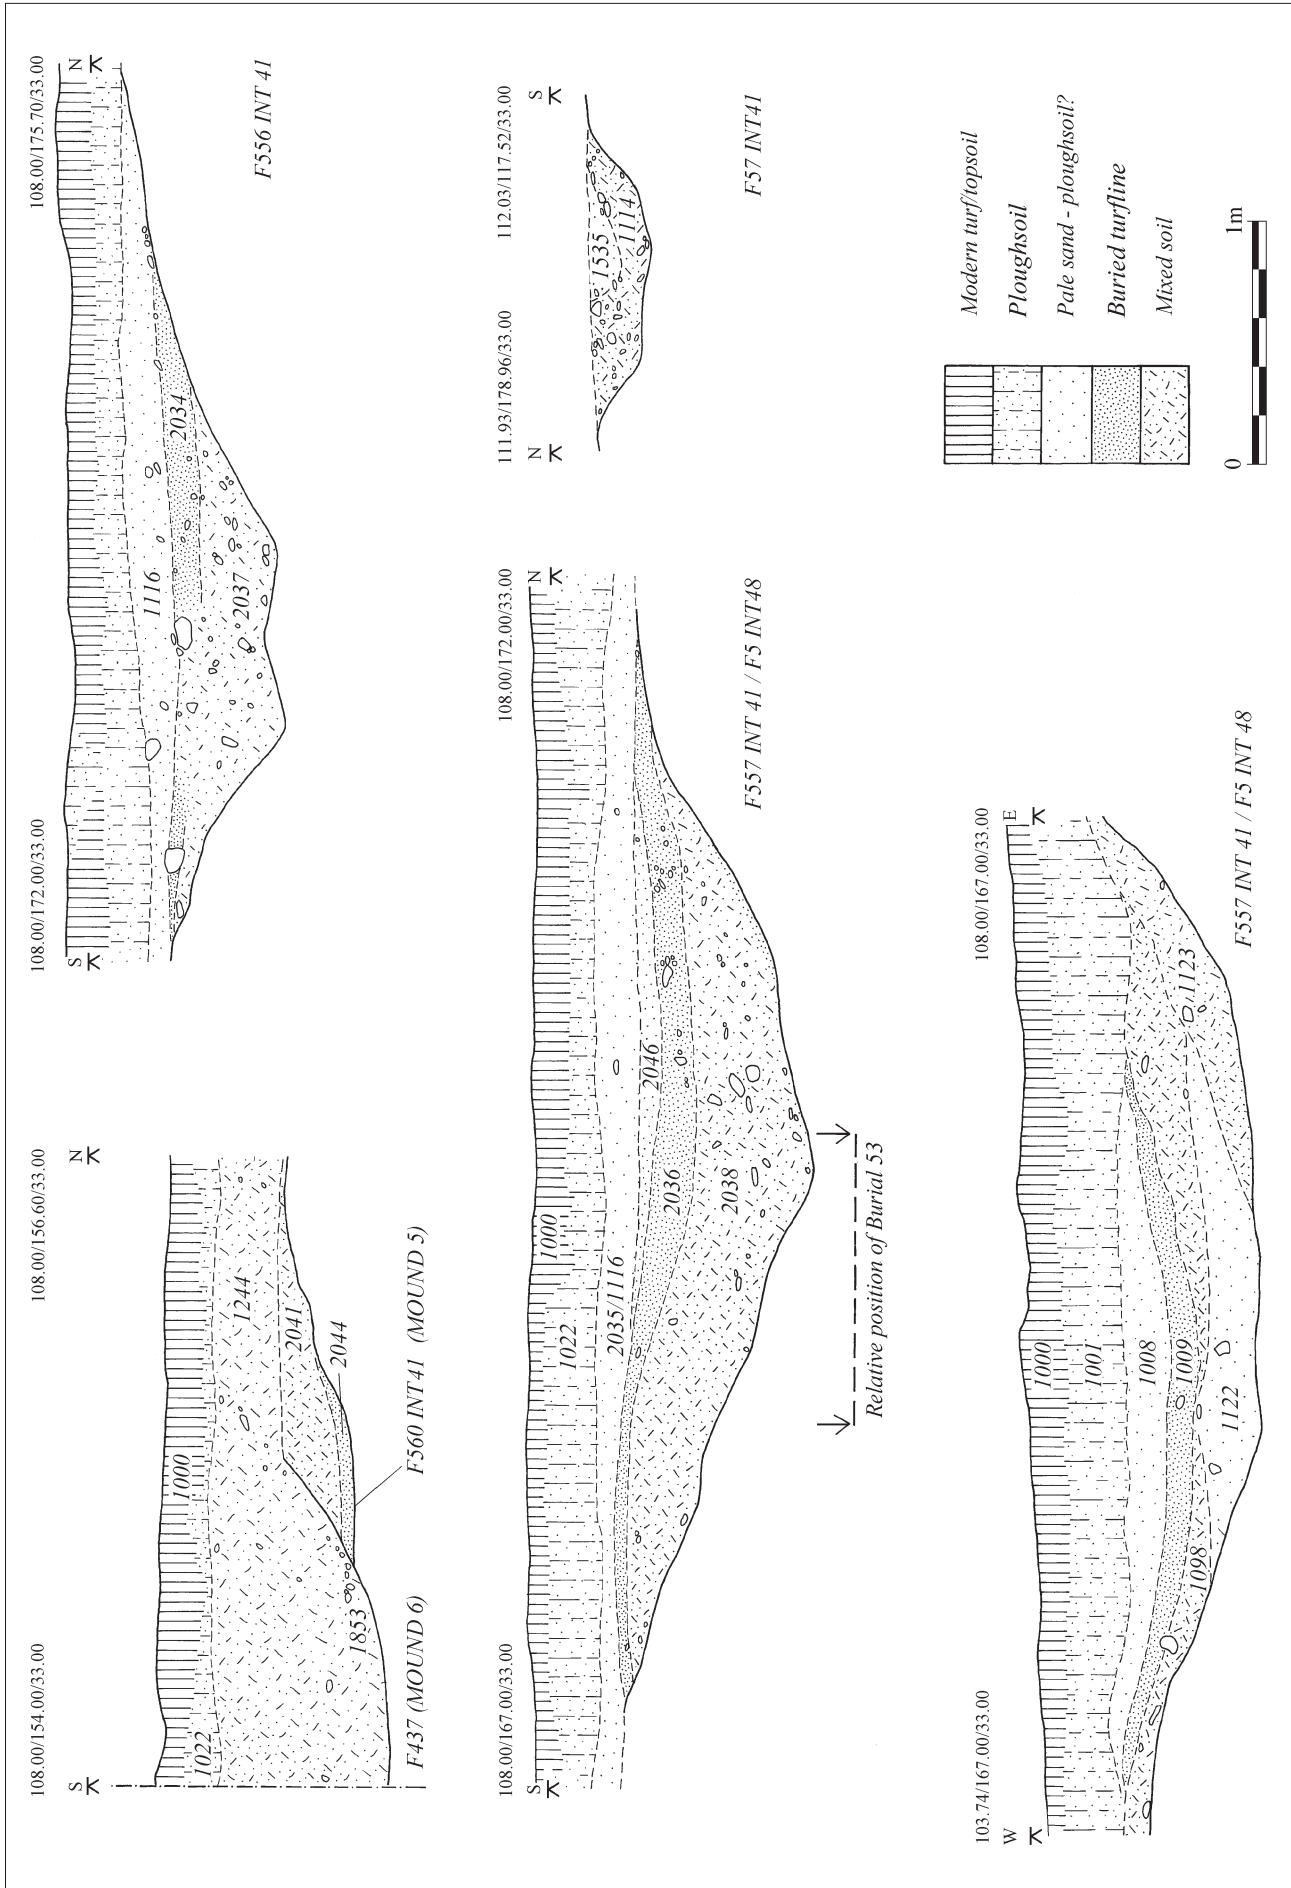 108.00/154.00/33.00
108.00/156.60/33.00
S
N
1000
1022
1244
2041
2044
1853
F437 (MOUND 6)
F560 INT41 (MOUND 5)
108.00/172.00/33.00
108.00/175.70/33.00
S
N
1116
2034
2037
F556 INT 41
108.00/167.00/33.00
108.00/172.00/33.00
S
N
1000
1022
2035/1116
2046
2036
2038
Relative position of Burial 53
F557 INT 41 / F5 INT48
111.93/178.96/33.00
112.03/117.52/33.00
N
S
1535
1114
F57 INT41
103.74/167.00/33.00
108.00/167.00/33.00
W
E
1000
1001
1008
1009
1098
1122
1123
F557 INT 41 / F5 INT 48
Modern turf/topsoil
Ploughsoil
Pale sand - ploughsoil?
Buried turfline
Mixed soil
0
1m